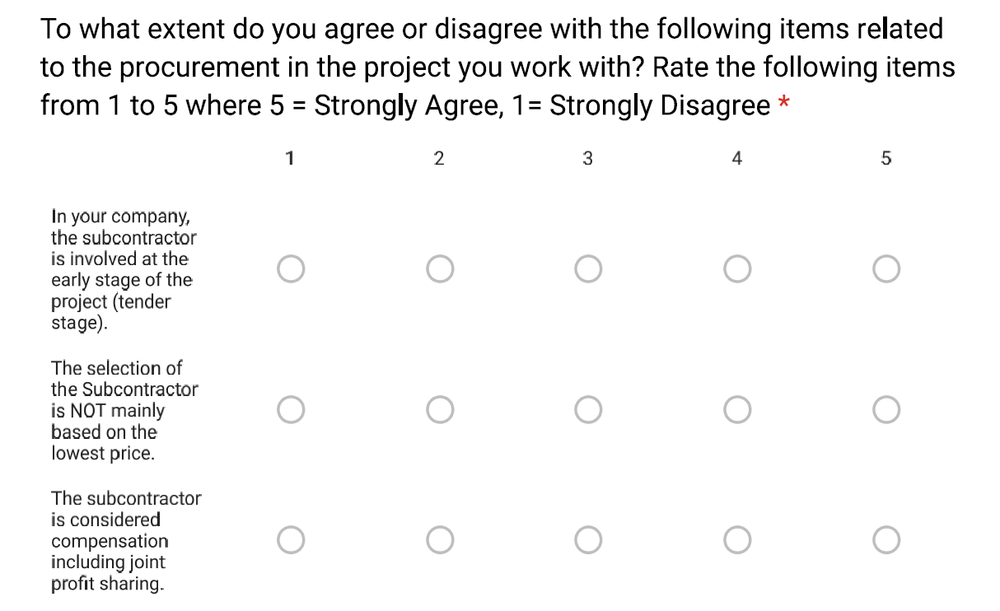 To what extent do you agree or disagree with the following items related
to the procurement in the project you work with? Rate the following items
from 1 to 5 where 5 = Strongly Agree, 1= Strongly Disagree *
1 2 3 4 5
In your company,
the subcontractor
is involved at the
early stage of the
project (tender
stage).
The selection of
the Subcontractor
is NOT mainly
based on the
lowest price.
The subcontractor
is considered
compensation
including joint
profit sharing.